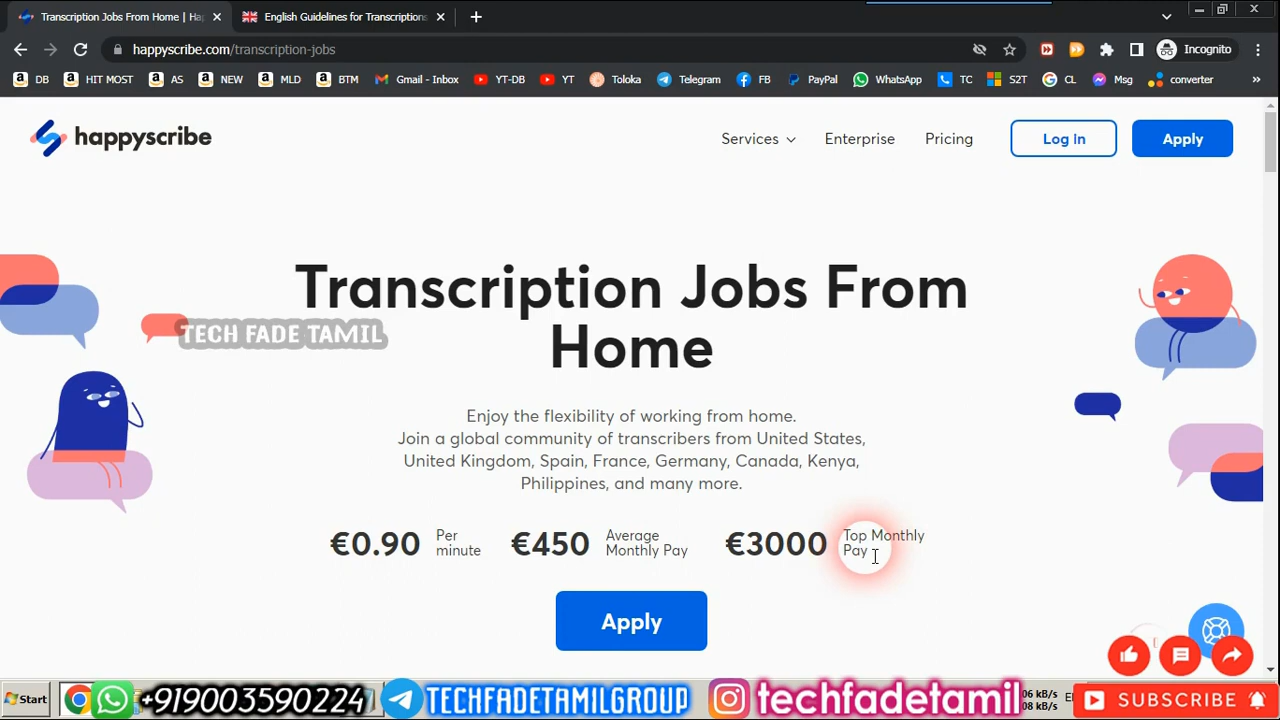 Transcription Jobs From Home | Ha
English Guidelines for Transcriptions
happyscribe.com/transcription-jobs
Incognito
DB
HIT MOST
AS
NEW
MLD
BTM
Gmail - Inbox
YT-DB
YT
Toloka
Telegram
FB
PayPal
WhatsApp
TC
S2T
CL
Msg
converter
happyscribe
Services
Enterprise
Pricing
Log in
Apply
Transcription Jobs From
Home
TECH FADE TAMIL
Enjoy the flexibility of working from home.
Join a global community of transcribers from United States,
United Kingdom, Spain, France, Germany, Canada, Kenya,
Philippines, and many more.
€0.90 Per minute
€450 Average Monthly Pay
€3000 Top Monthly Pay
Apply
Start
+919003590224
TECHFADETAMILGROUP
techfadetamil
06 kB/s
08 kB/s
SUBSCRIBE